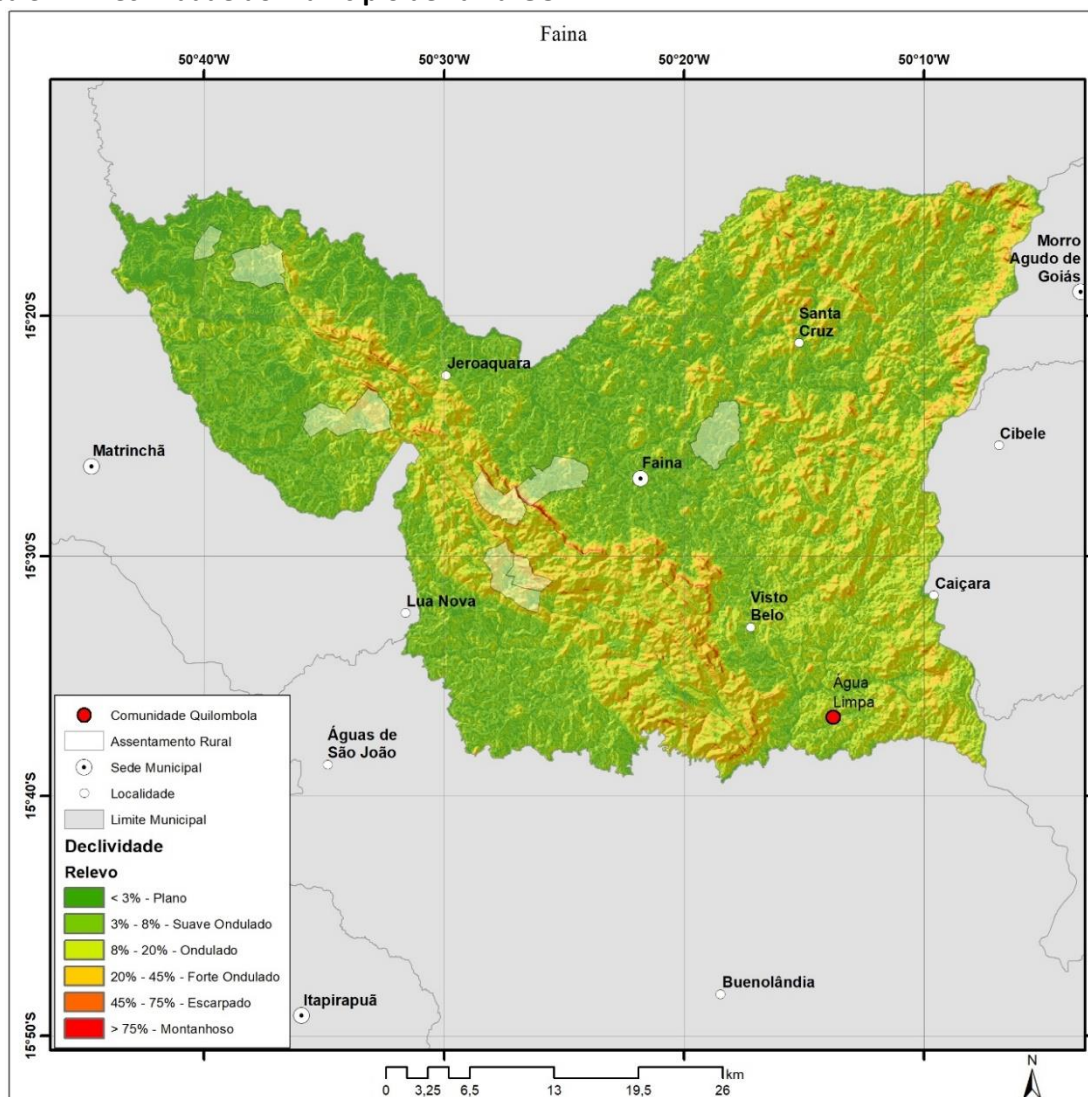 Faina
50°40'W
50°30'W
50°20'W
50°10'W
15°20'S
15°30'S
15°40'S
15°50'S
Morro
Agudo de
Goiás
Santa
Cruz
Jeroaquara
Matrinchã
Faina
Cibele
Lua Nova
Visto
Belo
Caiçara
Água
Limpa
Águas de
São João
Buenolândia
Itapirapuã
Comunidade Quilombola
Assentamento Rural
Sede Municipal
Localidade
Limite Municipal
Declividade
Relevo
< 3% - Plano
3% - 8% - Suave Ondulado
8% - 20% - Ondulado
20% - 45% - Forte Ondulado
45% - 75% - Escarpado
> 75% - Montanhoso
km
0 3,25 6,5 13 19,5 26
N